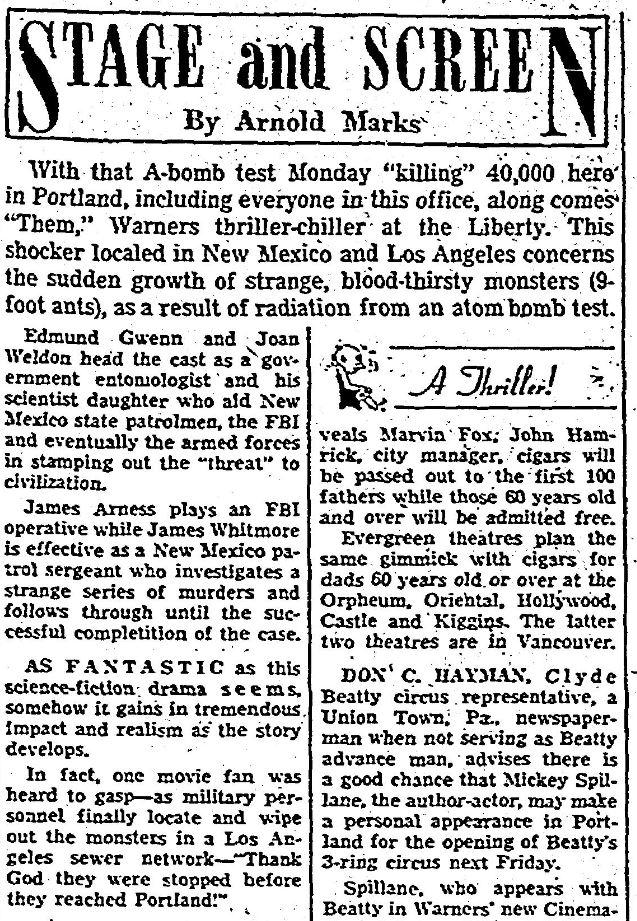 STAGE and SCREEN
By Arnold Marks
With that A-bomb test Monday “killing” 40,000 here
in Portland, including everyone in this office, along comes
“Them,” Warners thriller-chiller at the Liberty. This
shocker localed in New Mexico and Los Angeles concerns
the sudden growth of strange, blood-thirsty monsters (9-
foot ants), as a result of radiation from an atom bomb test.
Edmund Gwenn and Joan
Weldon head the cast as a gov-
ernment entomologist and his
scientist daughter who aid New
Mexico state patrolmen, the FBI
and eventually the armed forces
in stamping out the “threat” to
civilization.
James Arness plays an FBI
operative while James Whitmore
is effective as a New Mexico pa-
trol sergeant who investigates a
strange series of murders and
follows through until the suc-
cessful completition of the case.
AS FANTASTIC as this
science-fiction drama seems,
somehow it gains in tremendous
impact and realism as the story
develops.
In fact, one movie fan was
heard to gasp—as military per-
sonnel finally locate and wipe
out the monsters in a Los An-
geles sewer network—“Thank
God they were stopped before
they reached Portland!”
A Thriller!
veals Marvin Fox; John Ham-
rick, city manager, cigars will
be passed out to the first 100
fathers while those 60 years old
and over will be admitted free.
Evergreen theatres plan the
same gimmick with cigars for
dads 60 years old or over at the
Orpheum, Oriental, Hollywood,
Castle and Kiggins. The latter
two theatres are in Vancouver.
DON C. HAYMAN, Clyde
Beatty circus representative, a
Union Town, Pa., newspaper-
man when not serving as Beatty
advance man, advises there is
a good chance that Mickey Spil-
lane, the author-actor, may make
a personal appearance in Port-
land for the opening of Beatty's
3-ring circus next Friday.
Spillane, who appears with
Beatty in Warners' new Cinema-